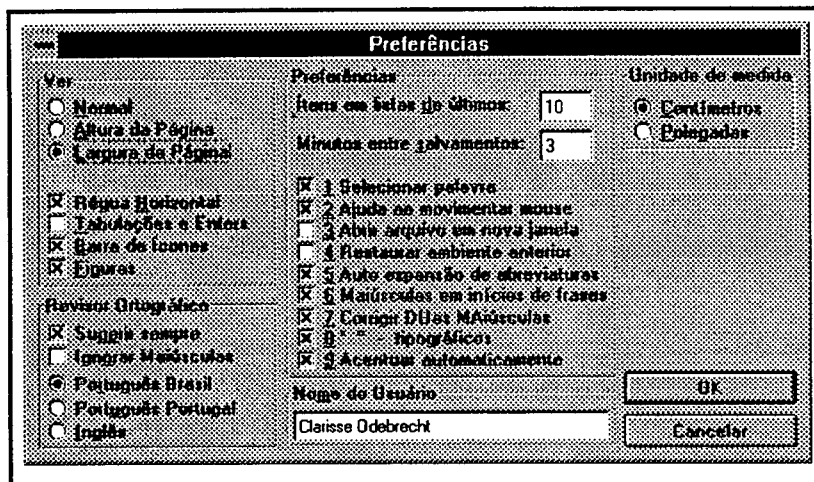 Preferências
Ver
Normal
Altura da Página
Largura da Página
Régua Horizontal
Tabulações e Enters
Barra de Ícones
Figuras
Revisor Ortográfico
Sugerir sempre
Ignorar Maiúsculas
Português Brasil
Português Portugal
Inglês
Preferências
Ítens em listas de últimos: 10
Minutos entre salvamentos: 3
1 Selecionar palavra
2 Ajuda ao movimentar mouse
3 Abrir arquivo em nova janela
4 Restaurar ambiente anterior
5 Auto expansão de abreviaturas
6 Maiúsculas em inícios de frases
7 Corrigir DUas MAiúsculas
8 " " - tipográficos
9 Acentuar automaticamente
Nome do Usuário
Clarisse Odebrecht
Unidade de medida
Centímetros
Polegadas
OK
Cancelar